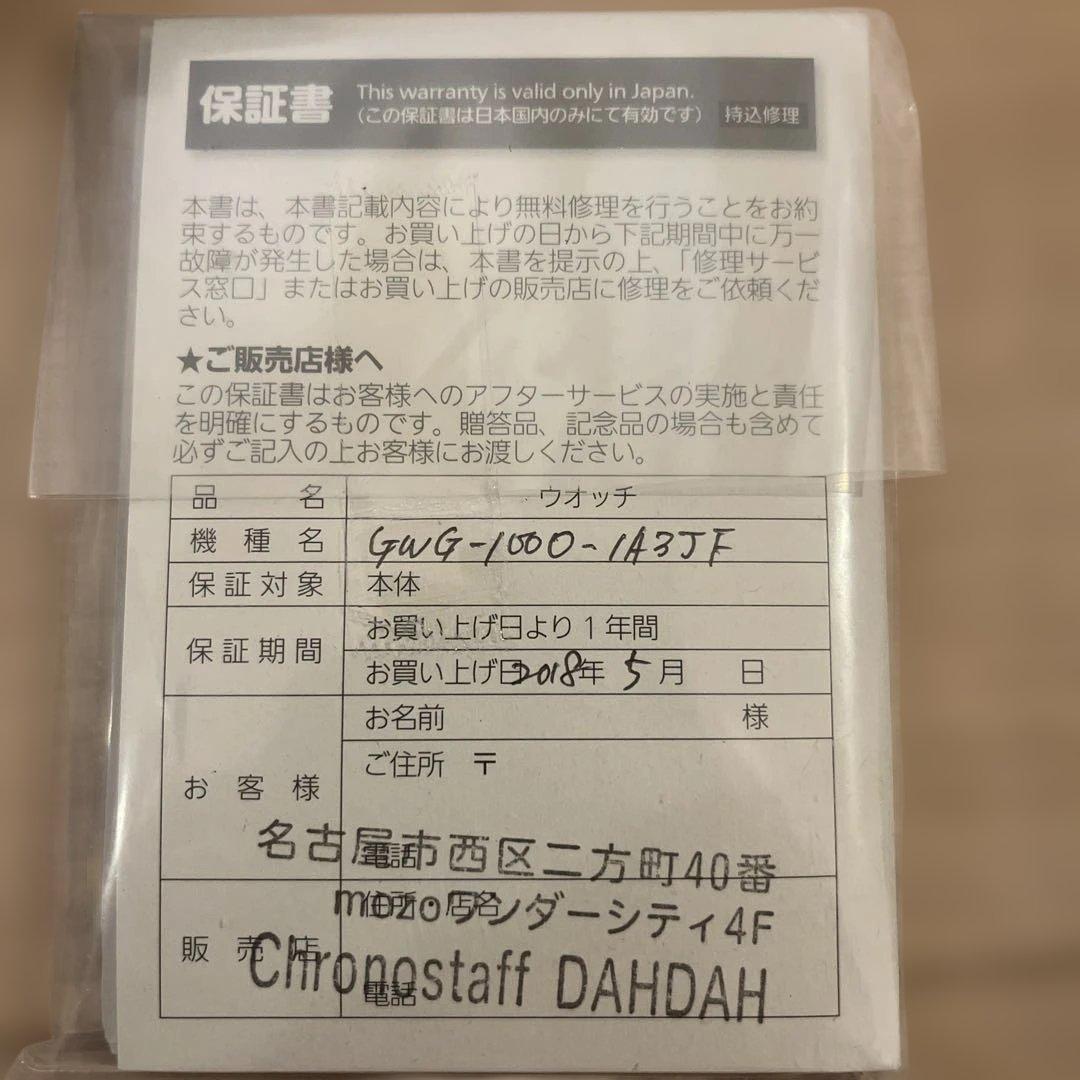 保証書 This warranty is valid only in Japan.
(この保証書は日本国内のみにて有効です) 持込修理
本書は、本書記載内容により無料修理を行うことをお約
束するものです。お買い上げの日から下記期間中に万一
故障が発生した場合は、本書を提示の上、「修理サービ
ス窓口」またはお買い上げの販売店に修理をご依頼くだ
さい。
★ご販売店様へ
この保証書はお客様へのアフターサービスの実施と責任
を明確にするものです。贈答品、記念品の場合も含めて
必ずご記入の上お客様にお渡しください。
品名 ウオッチ
機種名 GWG-1000-1A3JF
保証対象 本体
保証期間 お買い上げ日より1年間
お買い上げ日 2018年 5月 日
お客様 お名前 様
ご住所 〒
電話
名古屋市西区二方町40番
販売店 住所・店名
mozoワンダーシティ4F
Chronostaff DAHDAH
電話